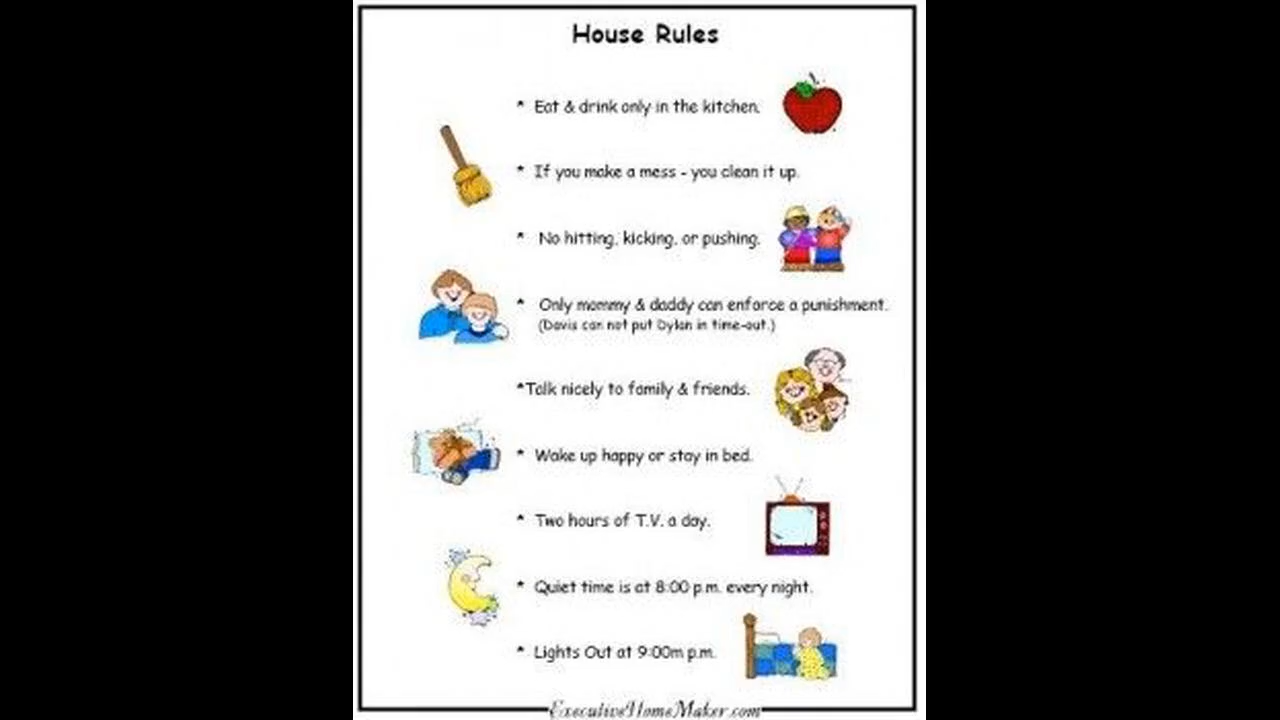 House Rules
* Eat & drink only in the kitchen.
* If you make a mess - you clean it up.
* No hitting, kicking, or pushing.
* Only mommy & daddy can enforce a punishment.
(Davis can not put Dylan in time-out.)
*Talk nicely to family & friends.
* Wake up happy or stay in bed.
* Two hours of T.V. a day.
* Quiet time is at 8:00 p.m. every night.
* Lights Out at 9:00m p.m.
ExecutiveHomeMaker.com